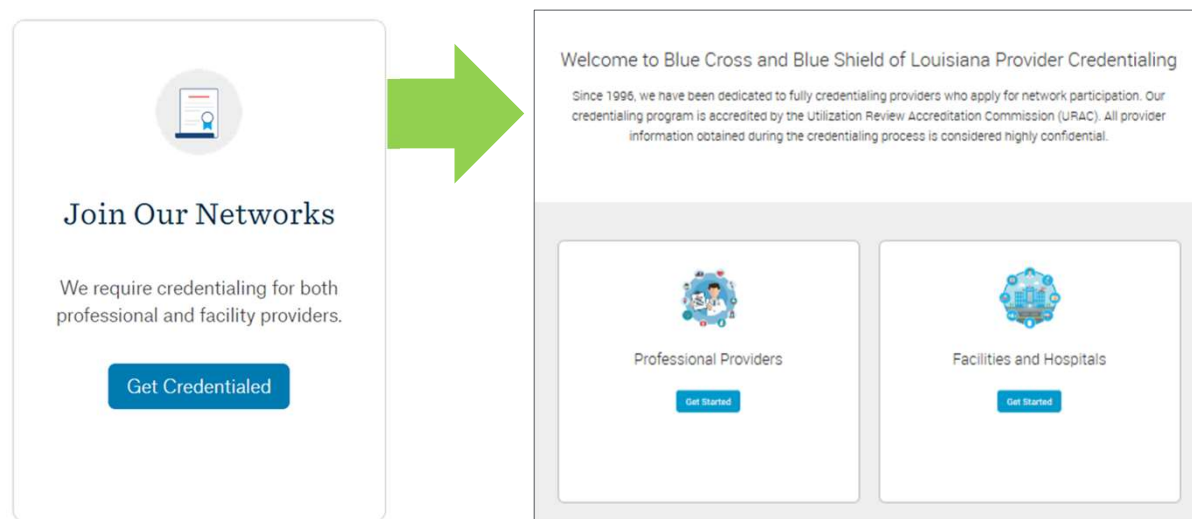 Join Our Networks
We require credentialing for both
professional and facility providers.
Get Credentialed
Welcome to Blue Cross and Blue Shield of Louisiana Provider Credentialing
Since 1996, we have been dedicated to fully credentialing providers who apply for network participation. Our
credentialing program is accredited by the Utilization Review Accreditation Commission (URAC). All provider
information obtained during the credentialing process is considered highly confidential.
Professional Providers
Get Started
Facilities and Hospitals
Get Started